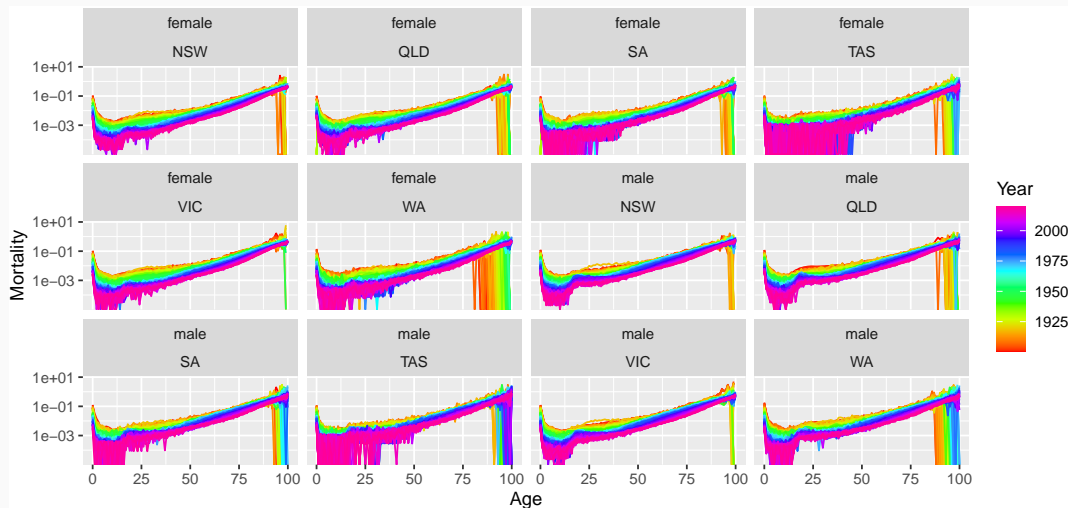 female female female female
NSW QLD SA TAS
1e+01
1e−01
1e−03
female female male male
VIC WA NSW QLD
1e+01
1e−01
1e−03
male male male male
SA TAS VIC WA
1e+01
1e−01
1e−03
0 25 50 75 100 0 25 50 75 100 0 25 50 75 100 0 25 50 75 100
Age
Mortality
Year
2000
1975
1950
1925